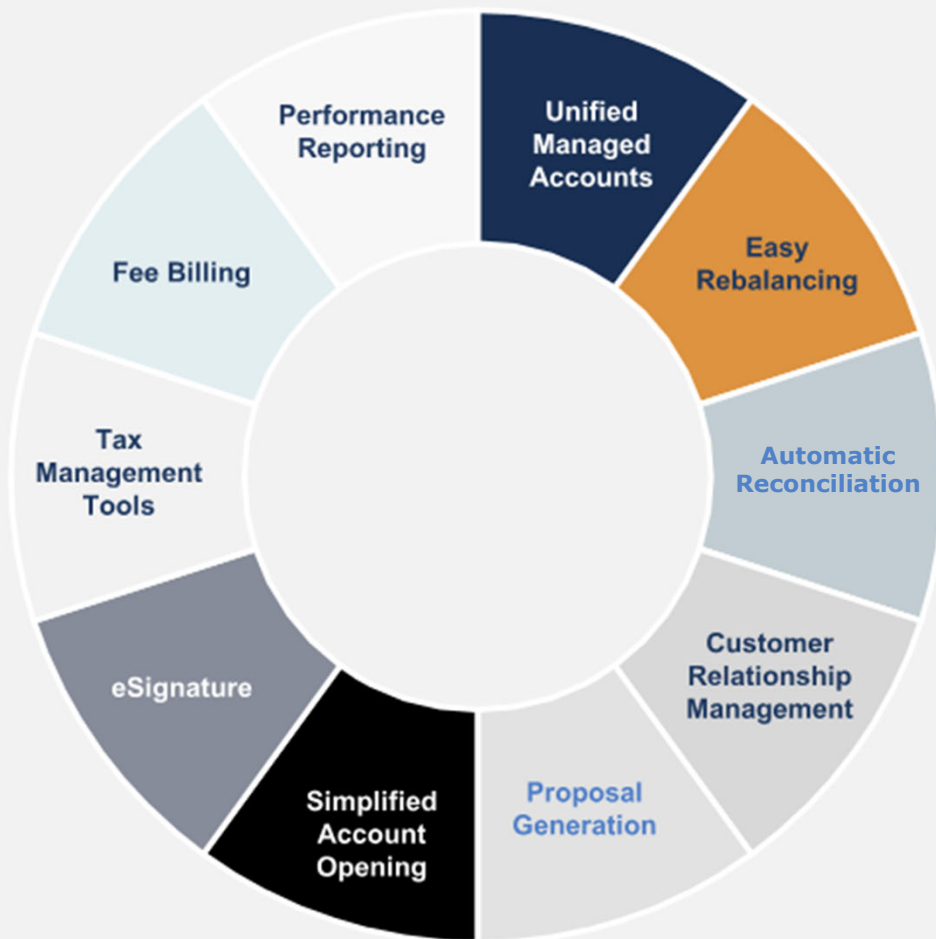 Performance
Reporting
Unified
Managed
Accounts
Easy
Rebalancing
Automatic
Reconciliation
Customer
Relationship
Management
Proposal
Generation
Simplified
Account
Opening
eSignature
Tax
Management
Tools
Fee Billing